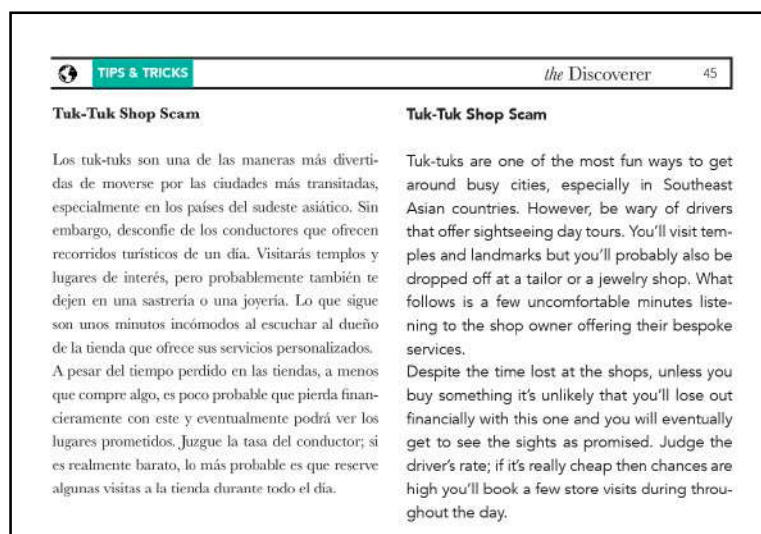 TIPS & TRICKS
the Discoverer
45
Tuk-Tuk Shop Scam
Los tuk-tuks son una de las maneras más diverti-
das de moverse por las ciudades más transitadas,
especialmente en los países del sudeste asiático. Sin
embargo, desconfíe de los conductores que ofrecen
recorridos turísticos de un día. Visitarás templos y
lugares de interés, pero probablemente también te
dejen en una sastrería o una joyería. Lo que sigue
son unos minutos incómodos al escuchar al dueño
de la tienda que ofrece sus servicios personalizados.
A pesar del tiempo perdido en las tiendas, a menos
que compre algo, es poco probable que pierda finan-
cieramente con este y eventualmente podrá ver los
lugares prometidos. Juzgue la tasa del conductor; si
es realmente barato, lo más probable es que reserve
algunas visitas a la tienda durante todo el día.
Tuk-Tuk Shop Scam
Tuk-tuks are one of the most fun ways to get
around busy cities, especially in Southeast
Asian countries. However, be wary of drivers
that offer sightseeing day tours. You'll visit tem-
ples and landmarks but you'll probably also be
dropped off at a tailor or a jewelry shop. What
follows is a few uncomfortable minutes liste-
ning to the shop owner offering their bespoke
services.
Despite the time lost at the shops, unless you
buy something it's unlikely that you'll lose out
financially with this one and you will eventually
get to see the sights as promised. Judge the
driver's rate; if it's really cheap then chances are
high you'll book a few store visits during throu-
ghout the day.